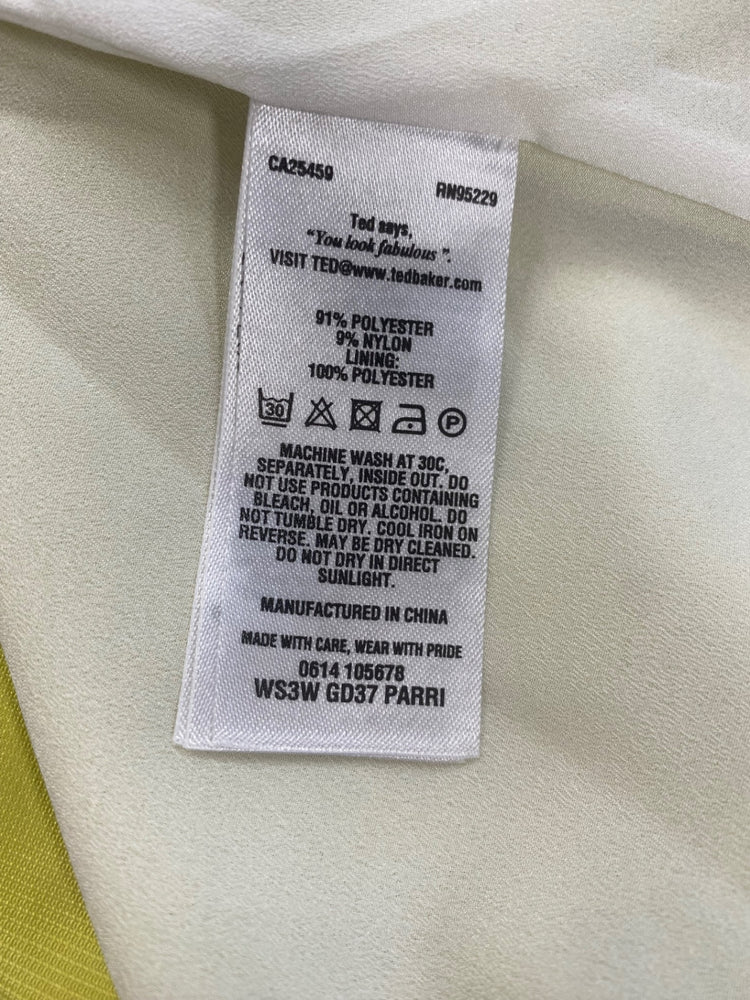 CA25459
RN95229
Ted says,
"You look fabulous".
VISIT TED@www.tedbaker.com
91% POLYESTER
9% NYLON
LINING:
100% POLYESTER
30
P
MACHINE WASH AT 30C,
SEPARATELY, INSIDE OUT. DO
NOT USE PRODUCTS CONTAINING
BLEACH, OIL OR ALCOHOL. DO
NOT TUMBLE DRY. COOL IRON ON
REVERSE. MAY BE DRY CLEANED.
DO NOT DRY IN DIRECT
SUNLIGHT.
MANUFACTURED IN CHINA
MADE WITH CARE, WEAR WITH PRIDE
0614 105678
WS3W GD37 PARRI